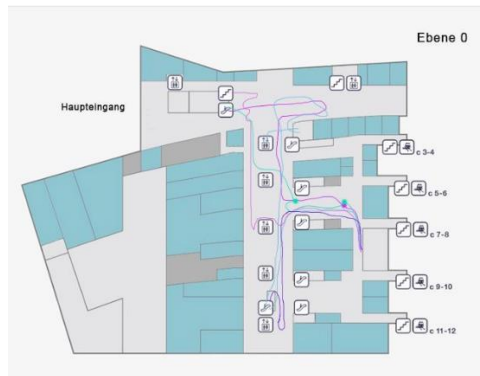 Ebene 0
Haupteingang
c 3-4
c 5-6
c 7-8
c 9-10
c 11-12